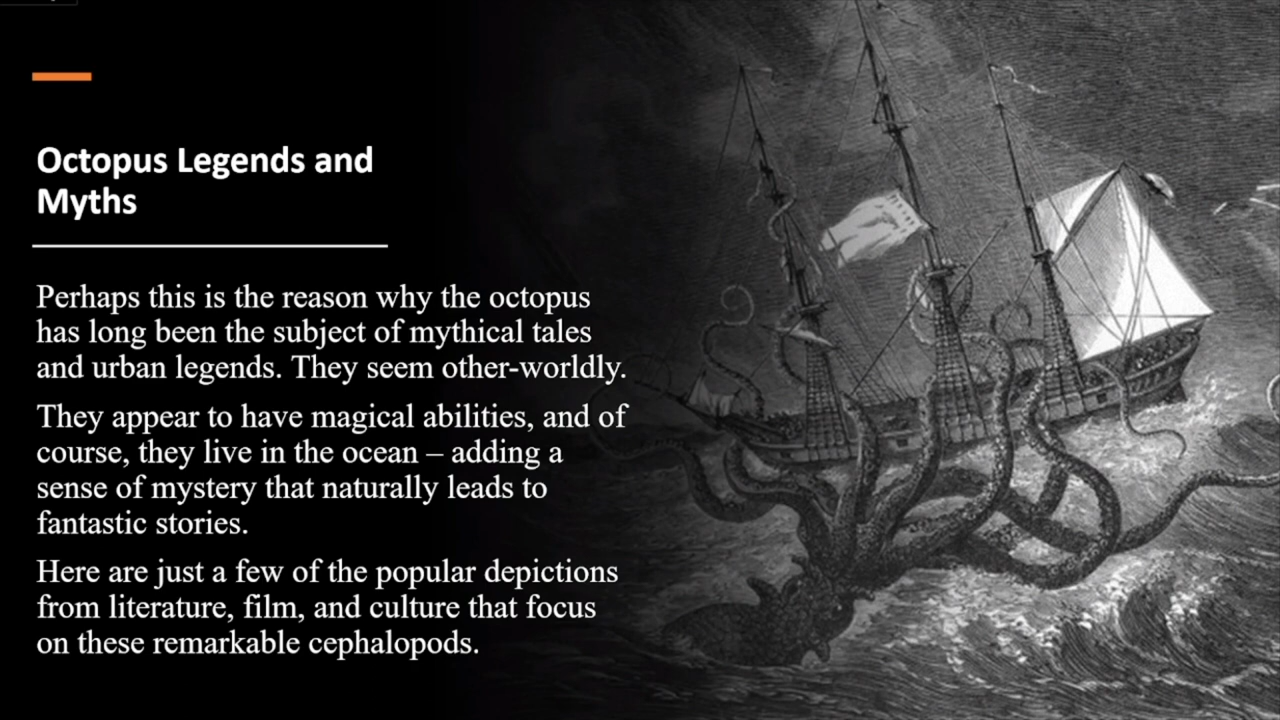 Octopus Legends and
Myths
Perhaps this is the reason why the octopus
has long been the subject of mythical tales
and urban legends. They seem other-worldly.
They appear to have magical abilities, and of
course, they live in the ocean – adding a
sense of mystery that naturally leads to
fantastic stories.
Here are just a few of the popular depictions
from literature, film, and culture that focus
on these remarkable cephalopods.